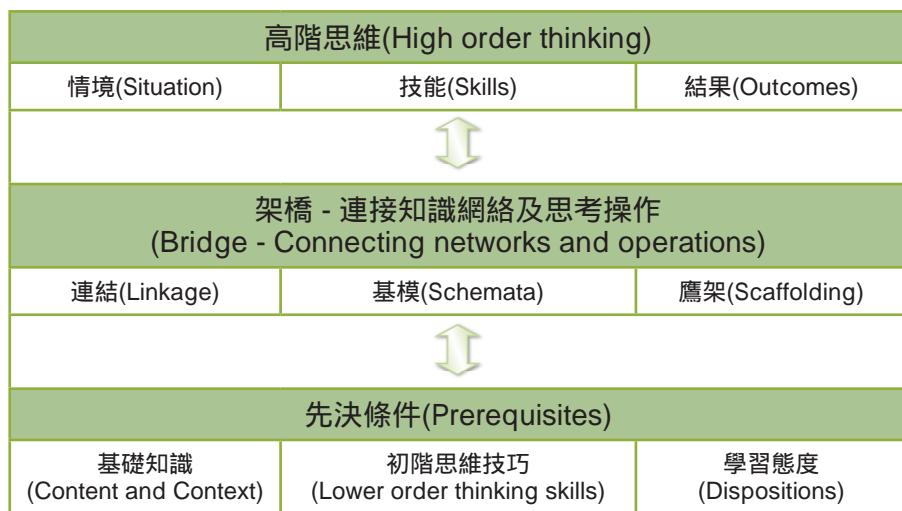 高階思維(High order thinking)
情境(Situation)
技能(Skills)
結果(Outcomes)
架橋 - 連接知識網絡及思考操作
(Bridge - Connecting networks and operations)
連結(Linkage)
基模(Schemata)
鷹架(Scaffolding)
先決條件(Prerequisites)
基礎知識
(Content and Context)
初階思維技巧
(Lower order thinking skills)
學習態度
(Dispositions)